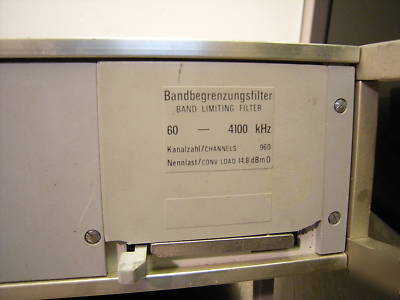 Bandbegrenzungsfilter
BAND LIMITING FILTER
60 — 4100 kHz
Kanalzahl/CHANNELS 960
Nennlast/CONV LOAD 14,8 dBm0